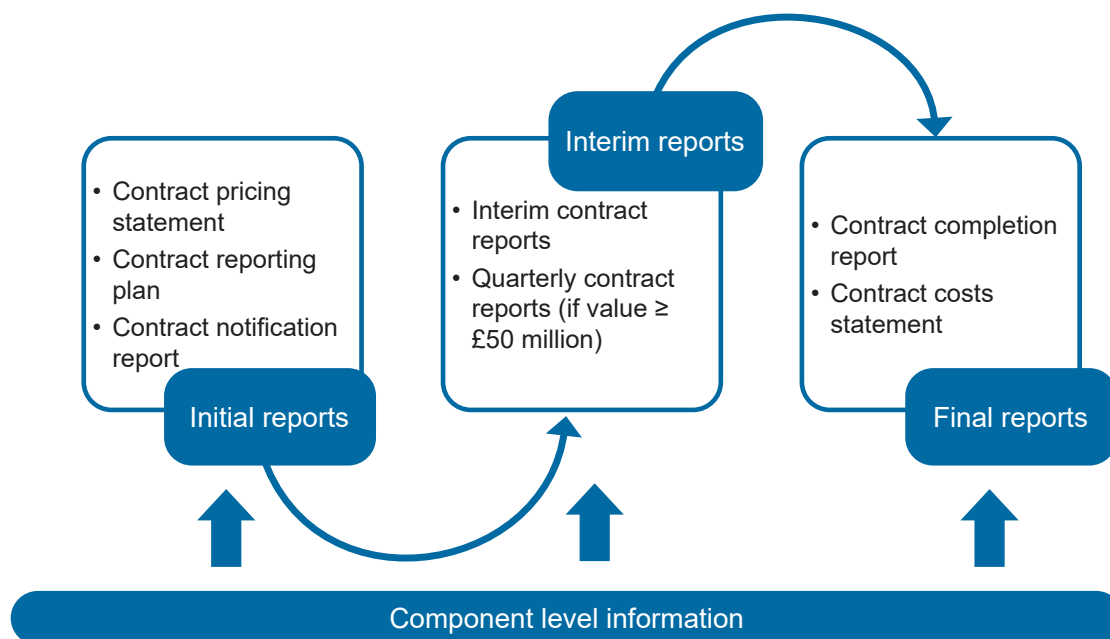 • Contract pricing
statement
• Contract reporting
plan
• Contract notification
report
Initial reports
Interim reports
• Interim contract
reports
• Quarterly contract
reports (if value ≥
£50 million)
• Contract completion
report
• Contract costs
statement
Final reports
Component level information